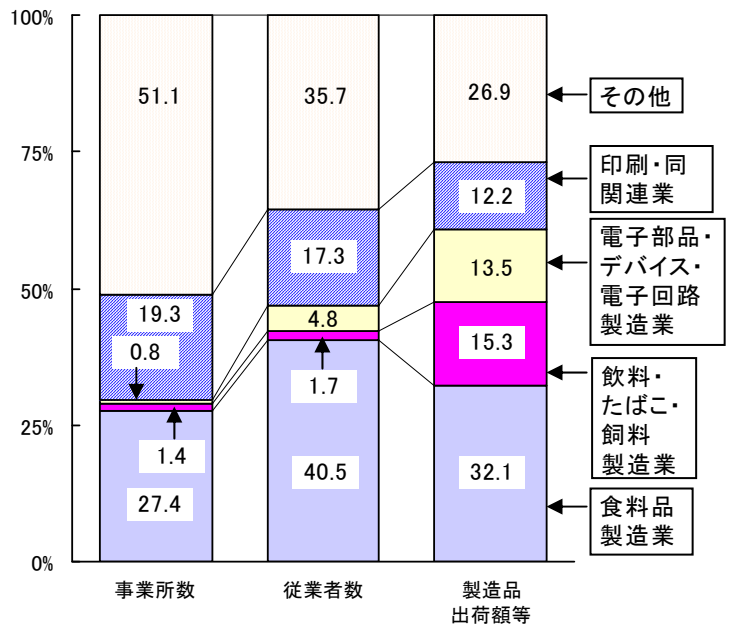 100%
75%
50%
25%
0%
51.1
19.3
0.8
1.4
27.4
35.7
17.3
4.8
1.7
40.5
26.9
12.2
13.5
15.3
32.1
その他
印刷・同
関連業
電子部品・
デバイス・
電子回路
製造業
飲料・
たばこ・
飼料
製造業
食料品
製造業
事業所数
従業者数
製造品
出荷額等